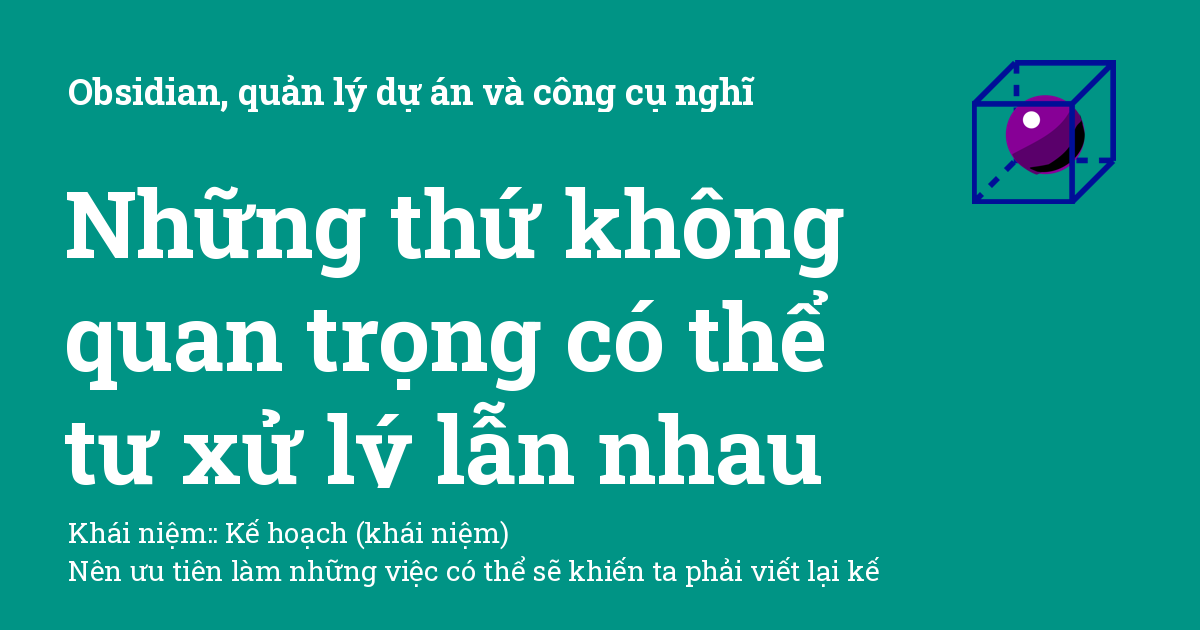 Obsidian, quản lý dự án và công cụ nghĩ
Những thứ không
quan trọng có thể
tư xử lý lẫn nhau
Khái niệm:: Kế hoạch (khái niệm)
Nên ưu tiên làm những việc có thể sẽ khiến ta phải viết lại kế